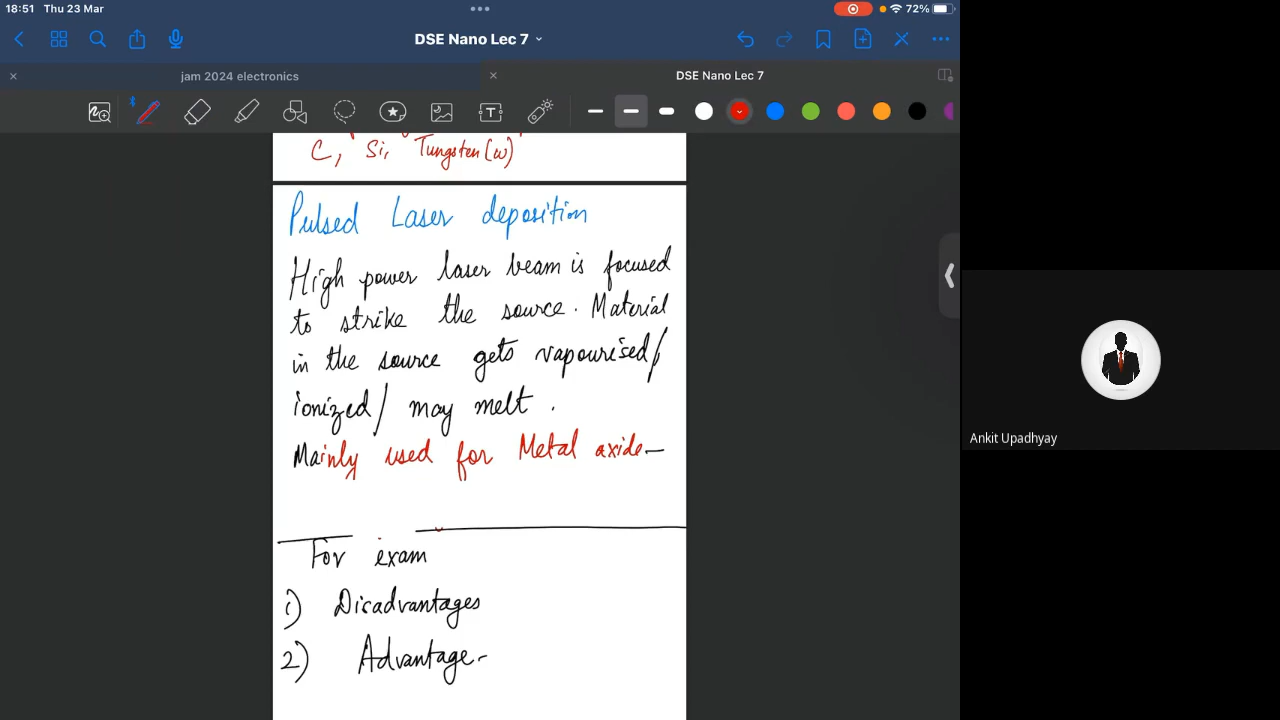 18:51 Thu 23 Mar
72%
DSE Nano Lec 7
jam 2024 electronics
DSE Nano Lec 7
C, Si, Tungsten (W)
Pulsed Laser deposition
High power laser beam is focused
to strike the source. Material
in the source gets vapourised/
ionized/ may melt.
Mainly used for Metal oxide
For exam
1) Disadvantages
2) Advantage
Ankit Upadhyay